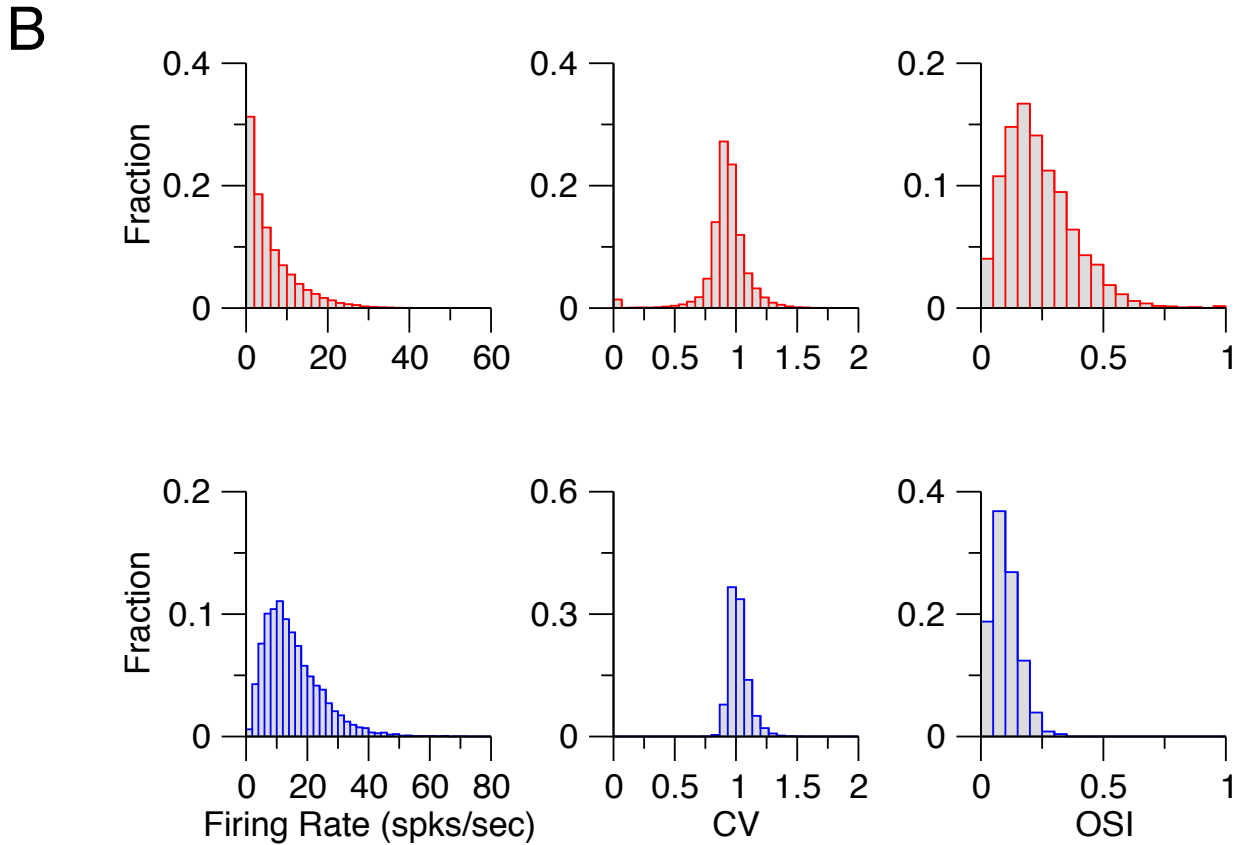 B
0.4 0.4 0.2
Fraction
0.2 0.2 0.1
0 0 0
0 20 40 60 0 0.5 1 1.5 2 0 0.5 1
0.2 0.6 0.4
Fraction
0.1 0.3 0.2
0 0 0
0 20 40 60 80 0 0.5 1 1.5 2 0 0.5 1
Firing Rate (spks/sec) CV OSI